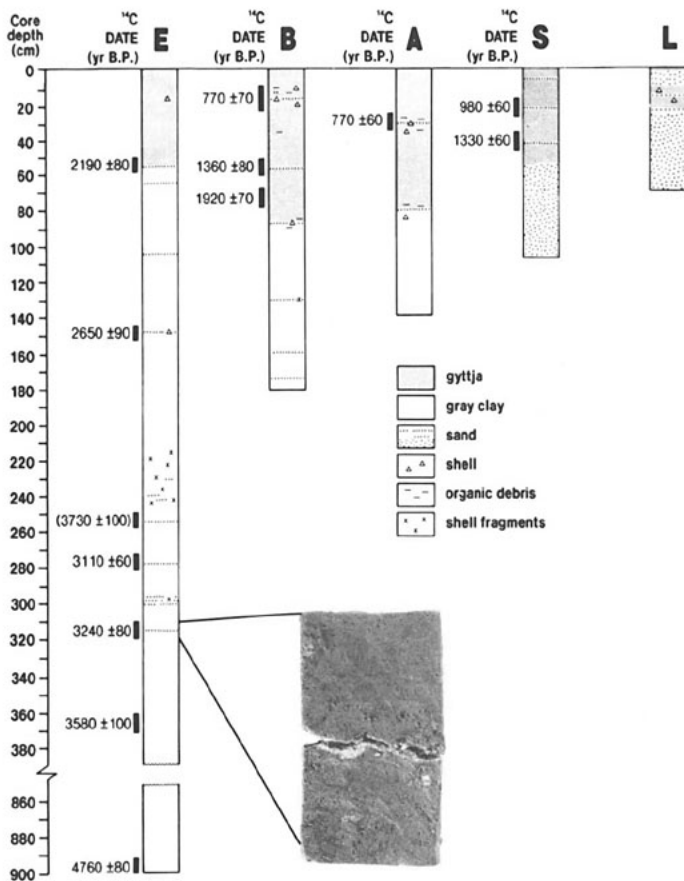 Core depth (cm)
¹⁴C DATE (yr B.P.)
E
¹⁴C DATE (yr B.P.)
B
¹⁴C DATE (yr B.P.)
A
¹⁴C DATE (yr B.P.)
S
L
0
20
40
60
80
100
120
140
160
180
200
220
240
260
280
300
320
340
360
380
860
880
900
2190 ±80
2650 ±90
(3730 ±100)
3110 ±60
3240 ±80
3580 ±100
4760 ±80
770 ±70
1360 ±80
1920 ±70
770 ±60
980 ±60
1330 ±60
gyttja
gray clay
sand
shell
organic debris
shell fragments